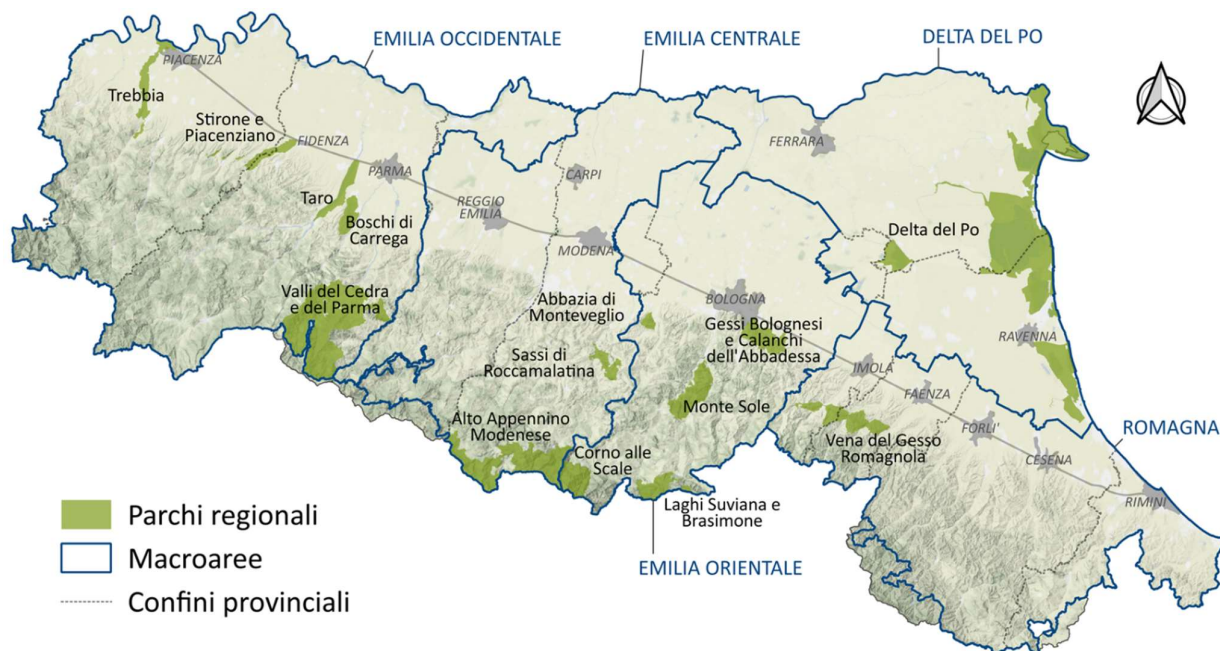 EMILIA OCCIDENTALE
EMILIA CENTRALE
DELTA DEL PO
PIACENZA
Trebbia
Stirone e
Piacenziano
FIDENZA
PARMA
Taro
Boschi di
Carrega
REGGIO
EMILIA
CARPI
MODENA
FERRARA
Delta del Po
Valli del Cedra
e del Parma
Abbazia di
Monteveglio
BOLOGNA
Gessi Bolognesi
e Calanchi
dell'Abbadessa
Sassi di
Roccamalatina
RAVENNA
IMOLA
FAENZA
Monte Sole
Alto Appennino
Modenese
Corno alle
Scale
Vena del Gesso
Romagnola
FORLI'
CESENA
ROMAGNA
RIMINI
Laghi Suviana e
Brasimone
EMILIA ORIENTALE
Parchi regionali
Macroaree
Confini provinciali